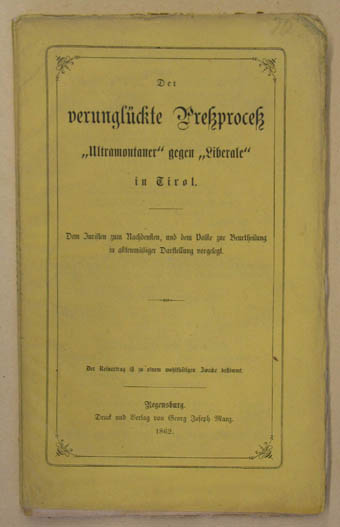 Der
verunglückte Preßproceß
„Ultramontaner“ gegen „Liberale“
in Tirol.
Dem Juristen zum Nachdenken, und dem Volke zur Beurtheilung
in aktenmäßiger Darstellung vorgelegt.
Der Reinertrag ist zu einem wohlthätigen Zwecke bestimmt.
Regensburg.
Druck und Verlag von Georg Joseph Manz.
1862.